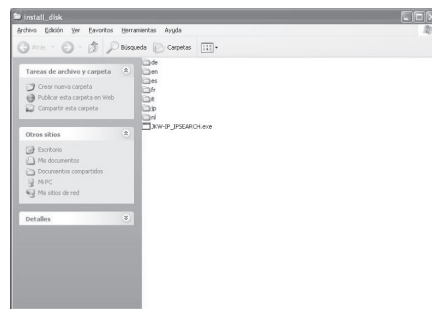 install_disk
Archivo Edición Ver Favoritos Herramientas Ayuda
Atrás Búsqueda Carpetas
Tareas de archivo y carpeta
Crear nueva carpeta
Publicar esta carpeta en Web
Compartir esta carpeta
Otros sitios
Escritorio
Mis documentos
Documentos compartidos
Mi PC
Mis sitios de red
Detalles
de
en
es
fr
it
jp
nl
JKW-IP_IPSEARCH.exe